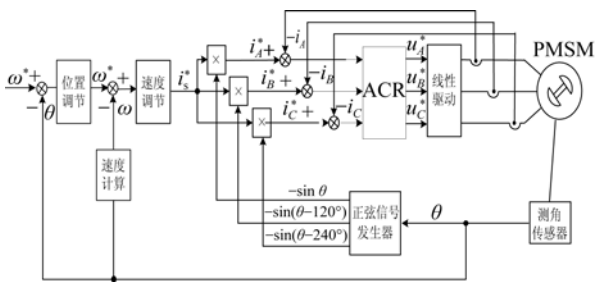 ω*+
−
θ
位置
调节
ω*
+
−
ω
速度
调节
速度
计算
i*s
×
×
×
i*A+
i*B+
i*C+
−iA
−iB
−iC
ACR
u*A
u*B
u*C
线性
驱动
PMSM
−sin θ
−sin(θ−120°)
−sin(θ−240°)
正弦信号
发生器
θ
测角
传感器